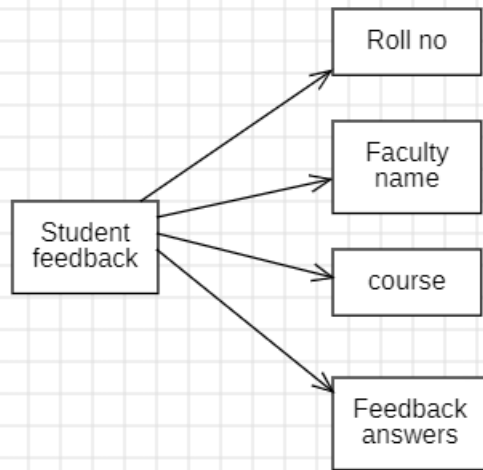 Roll no
Faculty
name
Student
feedback
course
Feedback
answers